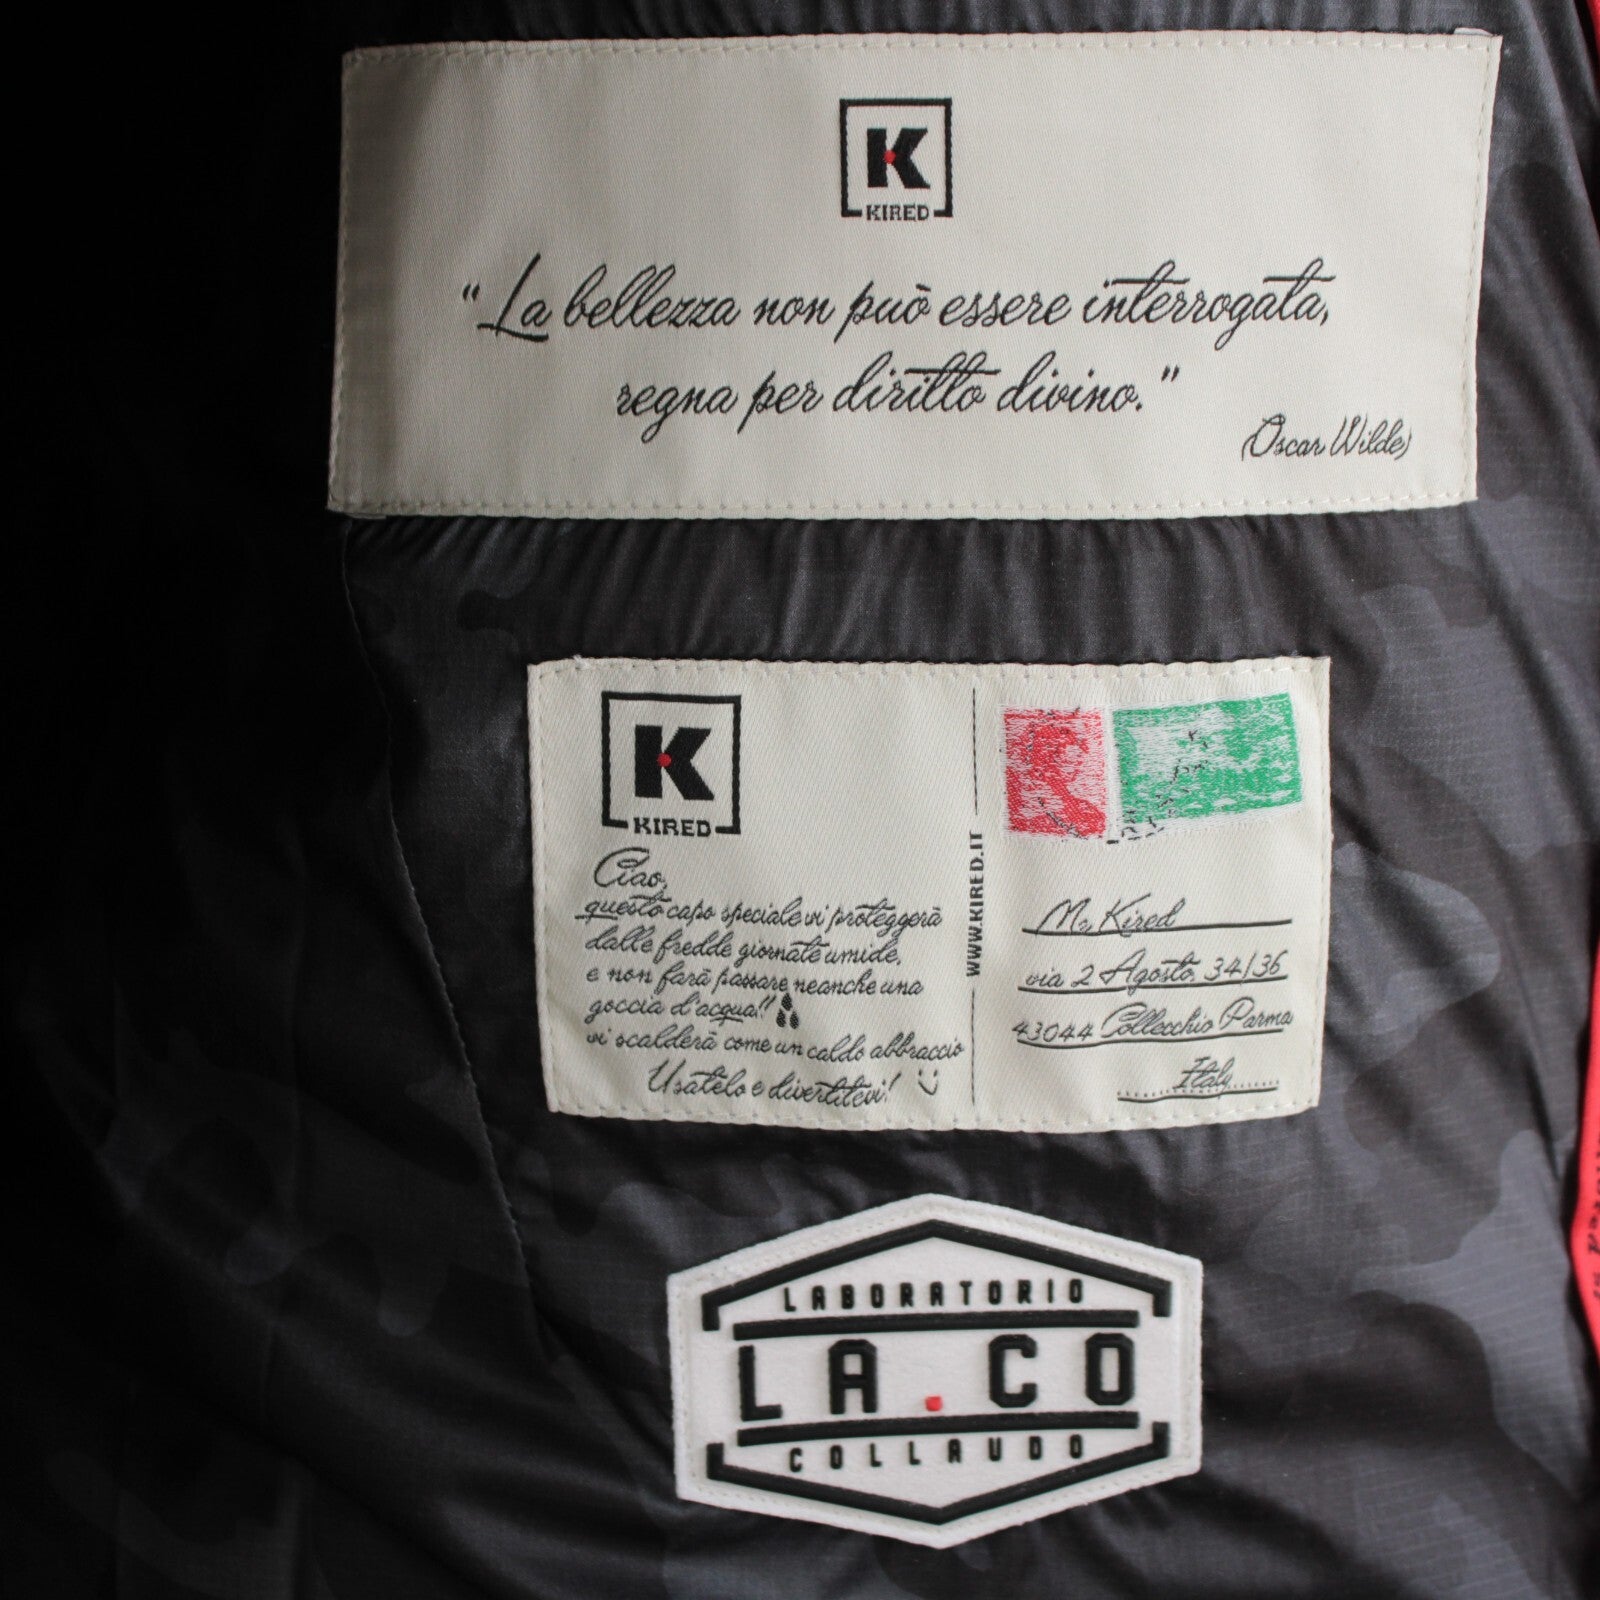 K
KIRED
"La bellezza non può essere interrogata,
regna per diritto divino."
(Oscar Wilde)
K
KIRED
Ciao,
questo capo speciale vi proteggerà
dalle fredde giornate umide,
e non farà passare neanche una
goccia d'acqua!!
vi scalderà come un caldo abbraccio
Usatelo e divertitevi! :)
WWW.KIRED.IT
Mr. Kired
via 2 Agosto, 34/36
43044 Collecchio Parma
Italy
LABORATORIO
LA.CO
COLLAUDO